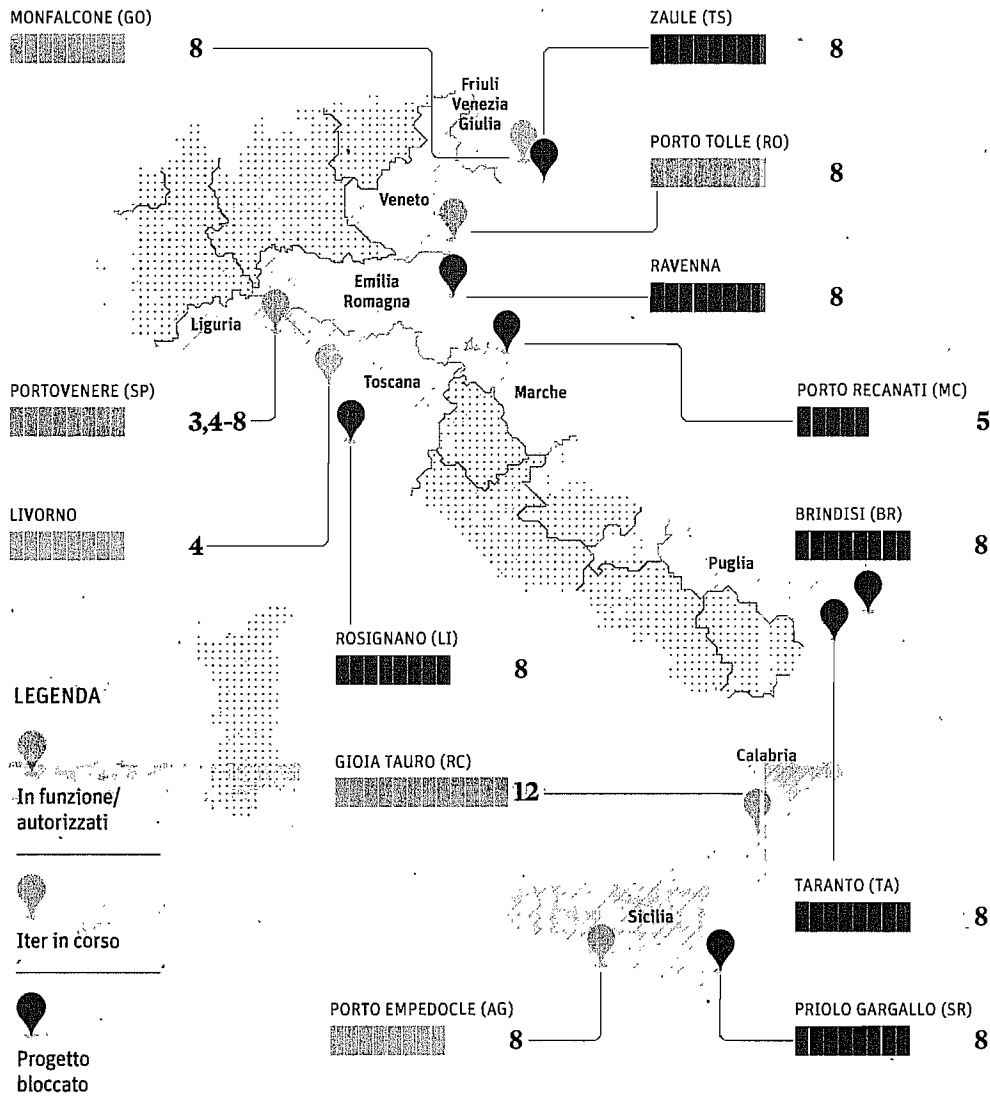 MONFALCONE (GO)
8
ZAULE (TS)
8
Friuli
Venezia
Giulia
PORTO TOLLE (RO)
8
Veneto
RAVENNA
8
Emilia
Romagna
Liguria
PORTOVENERE (SP)
3,4-8
Toscana
Marche
PORTO RECANATI (MC)
5
LIVORNO
4
BRINDISI (BR)
8
Puglia
ROSIGNANO (LI)
8
LEGENDA
In funzione/
autorizzati
Iter in corso
Progetto
bloccato
GIOIA TAURO (RC)
12
Calabria
TARANTO (TA)
8
Sicilia
PORTO EMPEDOCLE (AG)
8
PRIOLO GARGALLO (SR)
8